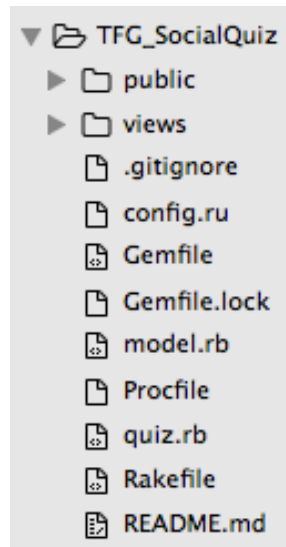 TFG_SocialQuiz
public
views
.gitignore
config.ru
Gemfile
Gemfile.lock
model.rb
Procfile
quiz.rb
Rakefile
README.md